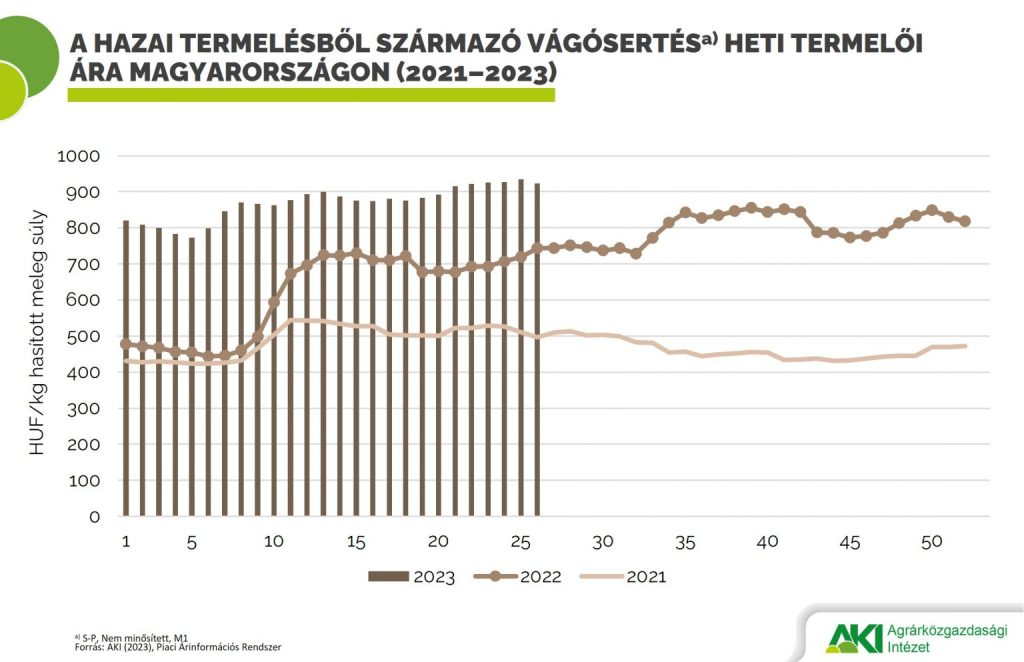 A HAZAI TERMELÉSBŐL SZÁRMAZÓ VÁGÓSERTÉSa) HETI TERMELŐI
ÁRA MAGYARORSZÁGON (2021–2023)
HUF/kg hasított meleg súly
1000
900
800
700
600
500
400
300
200
100
0
1 5 10 15 20 25 30 35 40 45 50
2023 2022 2021
a) S-P, Nem minősített, M1
Forrás: AKI (2023), Piaci Árinformációs Rendszer
AKI Agrárközgazdasági
Intézet